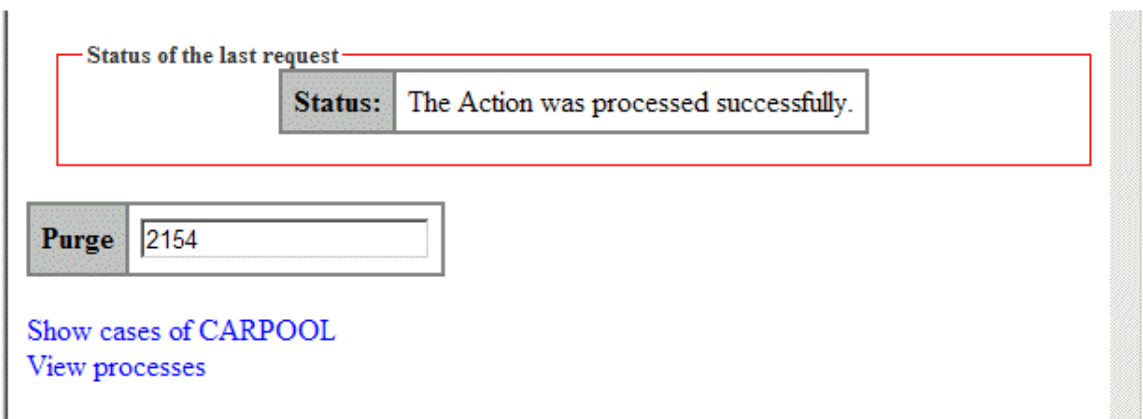 Status of the last request
Status: The Action was processed successfully.
Purge 2154
Show cases of CARPOOL
View processes